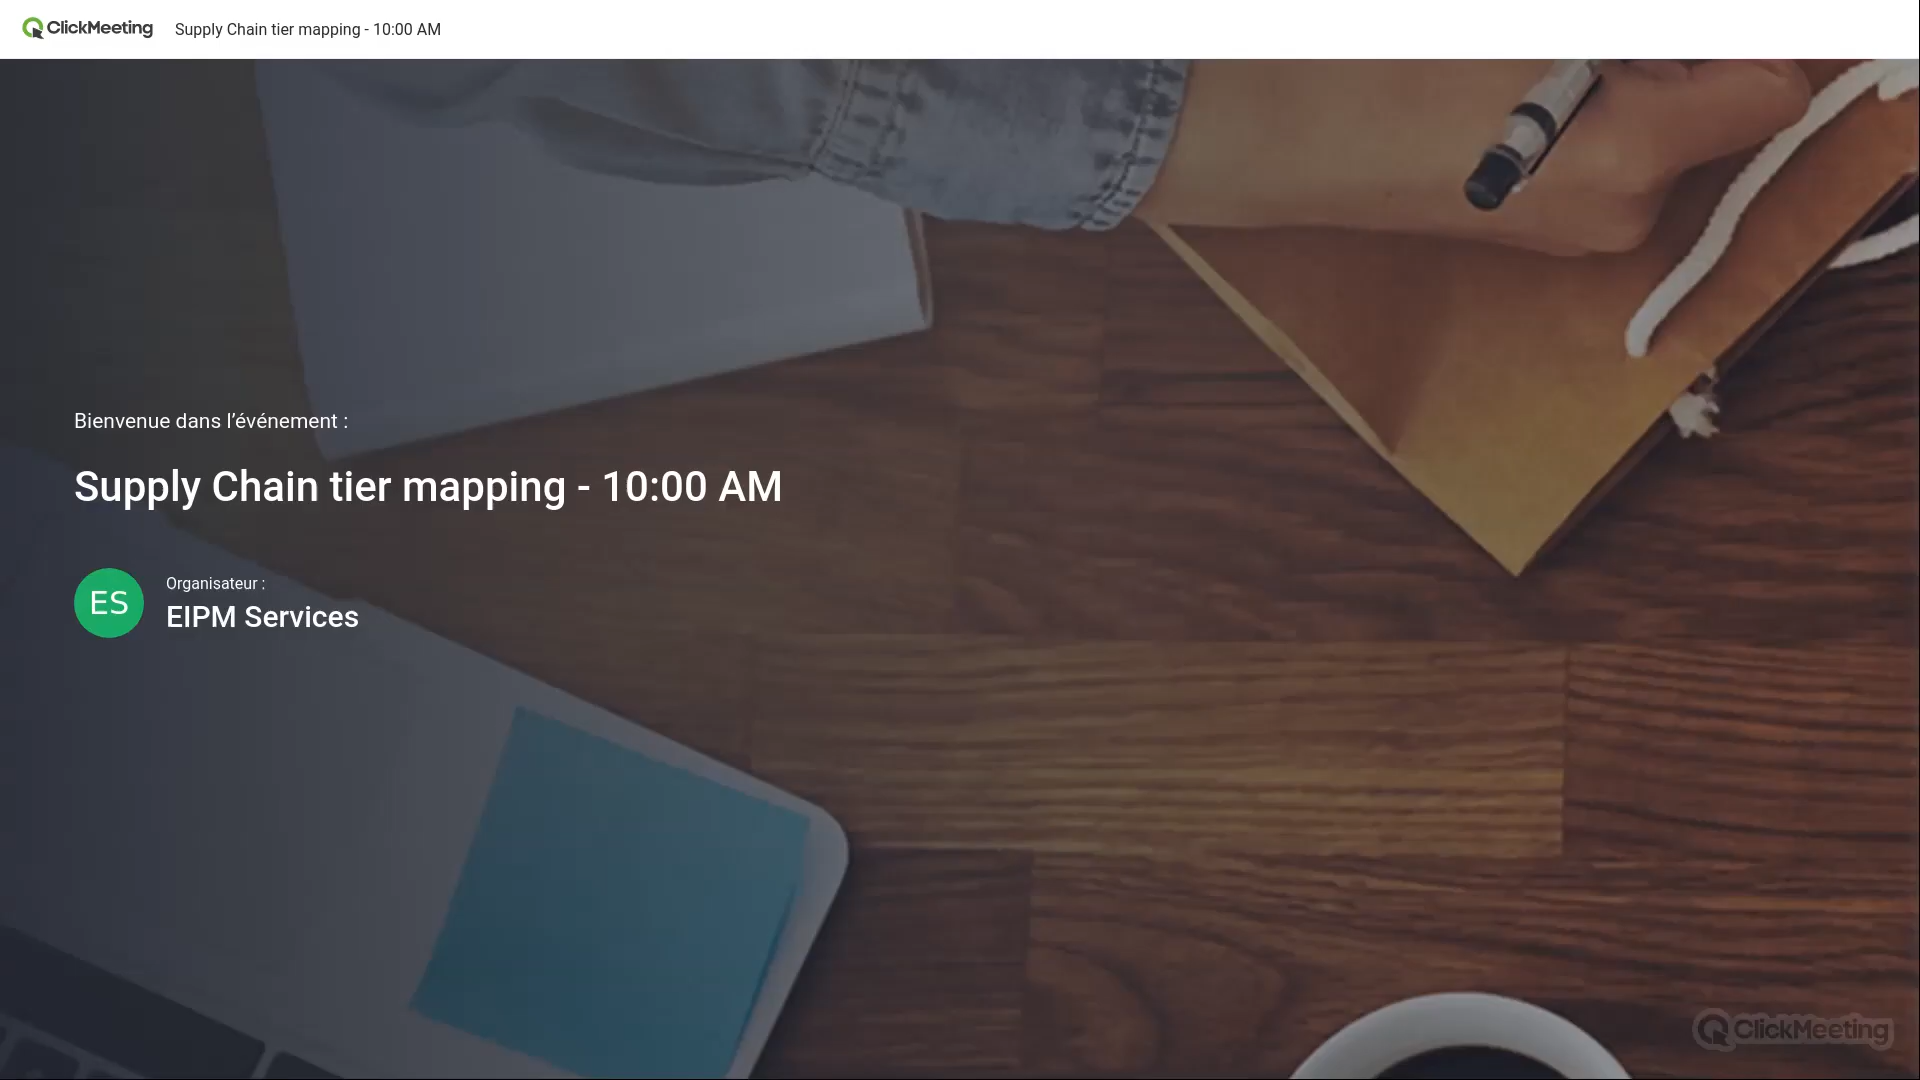 ClickMeeting Supply Chain tier mapping - 10:00 AM
Bienvenue dans l’événement :
Supply Chain tier mapping - 10:00 AM
ES
Organisateur :
EIPM Services
ClickMeeting